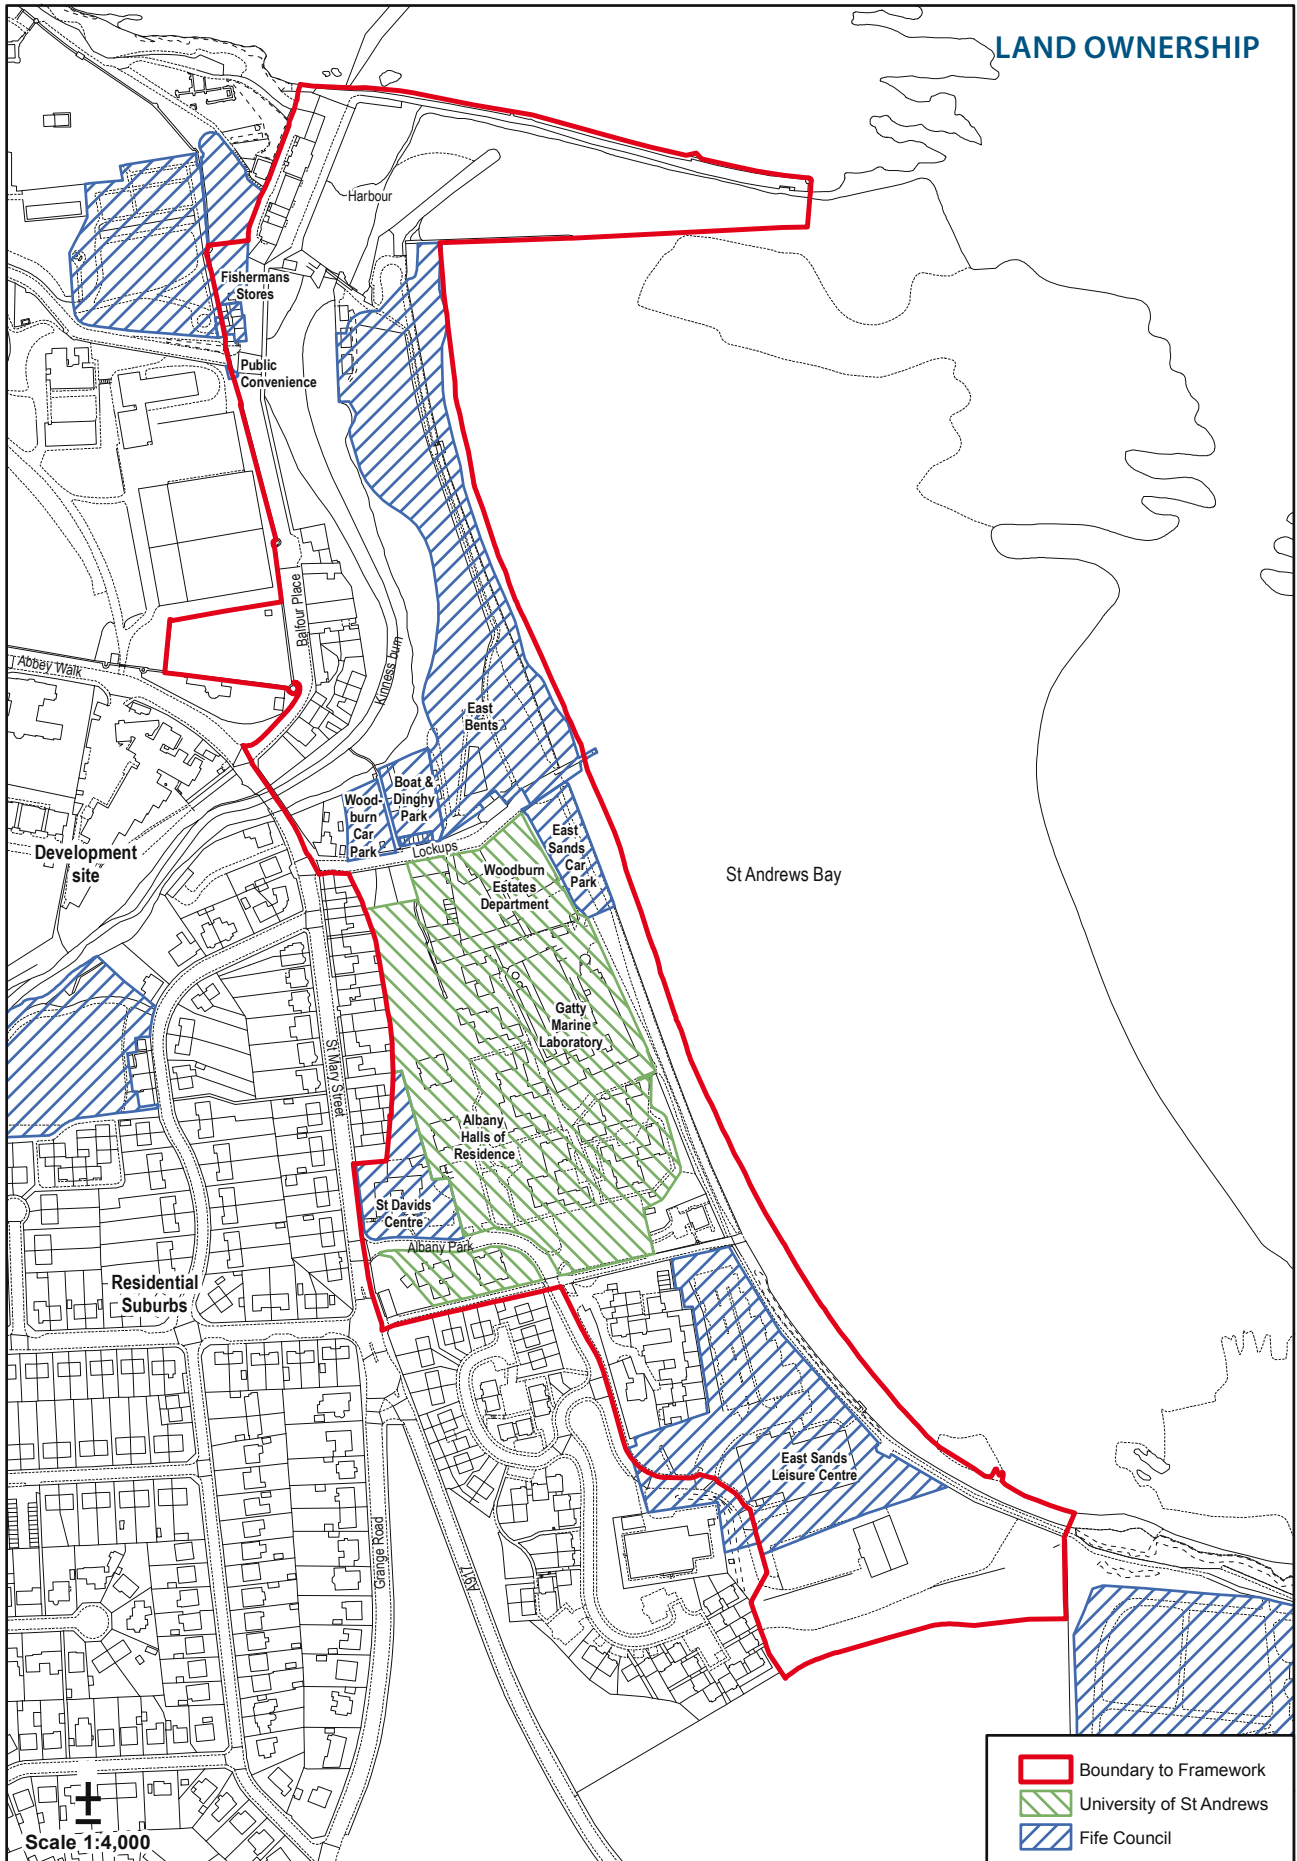 LAND OWNERSHIP
Harbour
Fishermans
Stores
Public
Convenience
Balfour Place
Abbey Walk
Kinness burn
East
Bents
Boat &
Dinghy
Park
Wood-
burn
Car
Park
Lockups
East
Sands
Car
Park
Development
site
Woodburn
Estates
Department
St Andrews Bay
Gatty
Marine
Laboratory
St Mary Street
Albany
Halls of
Residence
St Davids
Centre
Albany Park
Residential
Suburbs
East Sands
Leisure Centre
Grange Road
A917
Boundary to Framework
University of St Andrews
Fife Council
Scale 1:4,000